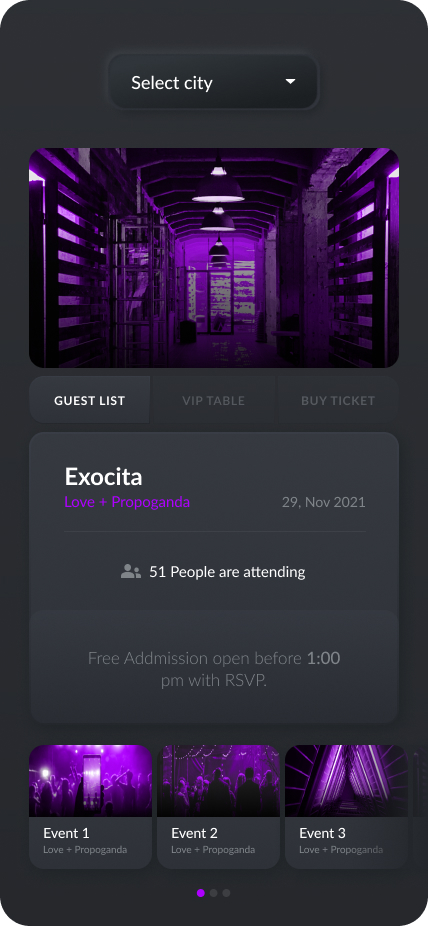 Select city
GUEST LIST VIP TABLE BUY TICKET
Exocita
Love + Propoganda 29, Nov 2021
51 People are attending
Free Addmission open before 1:00
pm with RSVP.
Event 1 Event 2 Event 3
Love + Propoganda Love + Propoganda Love + Propoganda